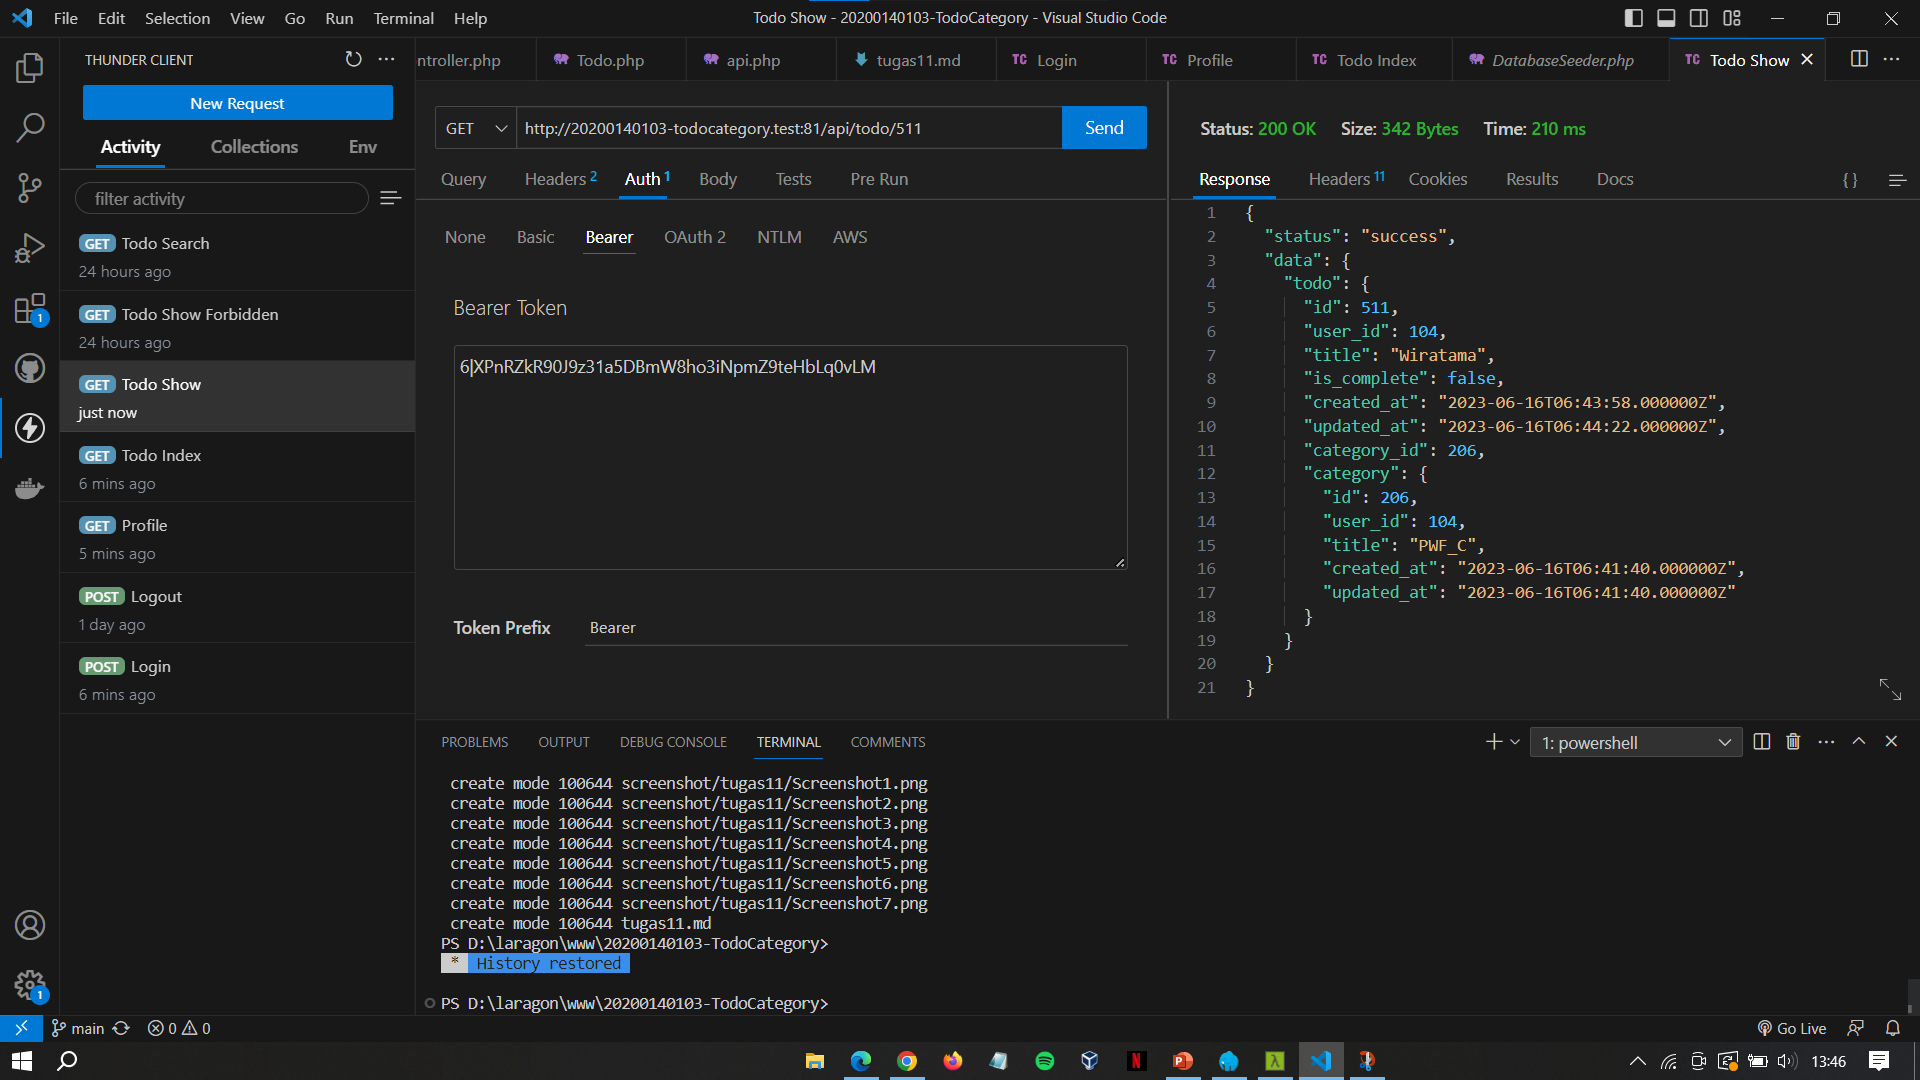 File Edit Selection View Go Run Terminal Help
Todo Show - 20200140103-TodoCategory - Visual Studio Code
THUNDER CLIENT
New Request
Activity Collections Env
filter activity
GET Todo Search
24 hours ago
GET Todo Show Forbidden
24 hours ago
GET Todo Show
just now
GET Todo Index
6 mins ago
GET Profile
5 mins ago
POST Logout
1 day ago
POST Login
6 mins ago
ntroller.php Todo.php api.php tugas11.md TC Login TC Profile TC Todo Index DatabaseSeeder.php TC Todo Show
GET http://20200140103-todocategory.test:81/api/todo/511 Send
Query Headers 2 Auth 1 Body Tests Pre Run
None Basic Bearer OAuth 2 NTLM AWS
Bearer Token
6|XPnRZkR90J9z31a5DBmW8ho3iNpmZ9teHbLq0vLM
Token Prefix Bearer
Status: 200 OK Size: 342 Bytes Time: 210 ms
Response Headers 11 Cookies Results Docs { }
1 {
2 "status": "success",
3 "data": {
4 "todo": {
5 "id": 511,
6 "user_id": 104,
7 "title": "Wiratama",
8 "is_complete": false,
9 "created_at": "2023-06-16T06:43:58.000000Z",
10 "updated_at": "2023-06-16T06:44:22.000000Z",
11 "category_id": 206,
12 "category": {
13 "id": 206,
14 "user_id": 104,
15 "title": "PWF_C",
16 "created_at": "2023-06-16T06:41:40.000000Z",
17 "updated_at": "2023-06-16T06:41:40.000000Z"
18 }
19 }
20 }
21 }
PROBLEMS OUTPUT DEBUG CONSOLE TERMINAL COMMENTS
1: powershell
create mode 100644 screenshot/tugas11/Screenshot1.png
create mode 100644 screenshot/tugas11/Screenshot2.png
create mode 100644 screenshot/tugas11/Screenshot3.png
create mode 100644 screenshot/tugas11/Screenshot4.png
create mode 100644 screenshot/tugas11/Screenshot5.png
create mode 100644 screenshot/tugas11/Screenshot6.png
create mode 100644 screenshot/tugas11/Screenshot7.png
create mode 100644 tugas11.md
PS D:\laragon\www\20200140103-TodoCategory>
* History restored
PS D:\laragon\www\20200140103-TodoCategory>
1
1
main 0 0
Go Live
13:46